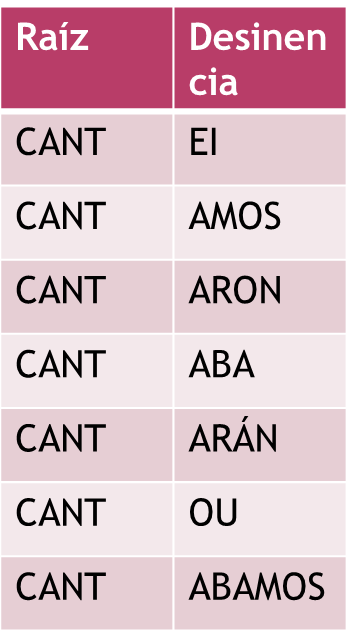 Raíz Desinen
cia
CANT EI
CANT AMOS
CANT ARON
CANT ABA
CANT ARÁN
CANT OU
CANT ABAMOS